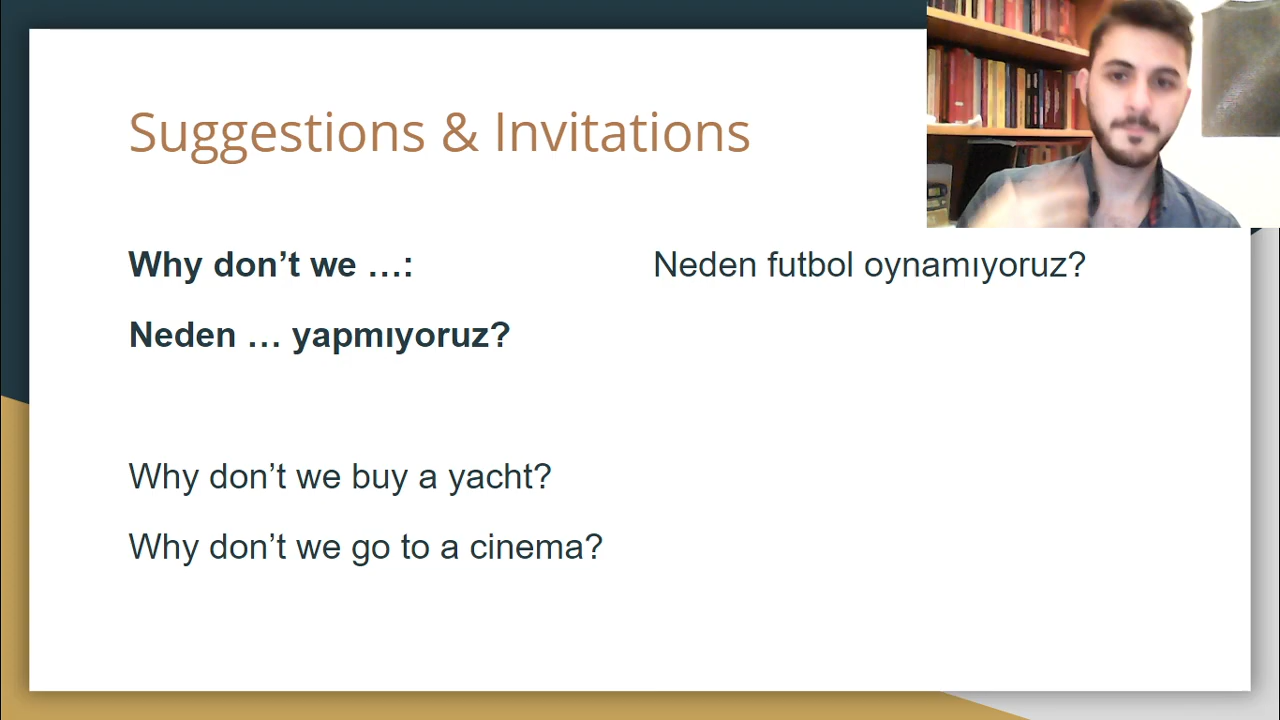 Suggestions & Invitations
Why don’t we …:
Neden … yapmıyoruz?
Why don’t we buy a yacht?
Why don’t we go to a cinema?
Neden futbol oynamıyoruz?